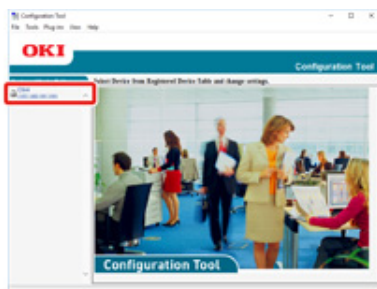 Configuration Tool
File Tools Plug-ins View Help
OKI
Configuration Tool
Select Device from Registered Device Table and change settings.
Configuration Tool